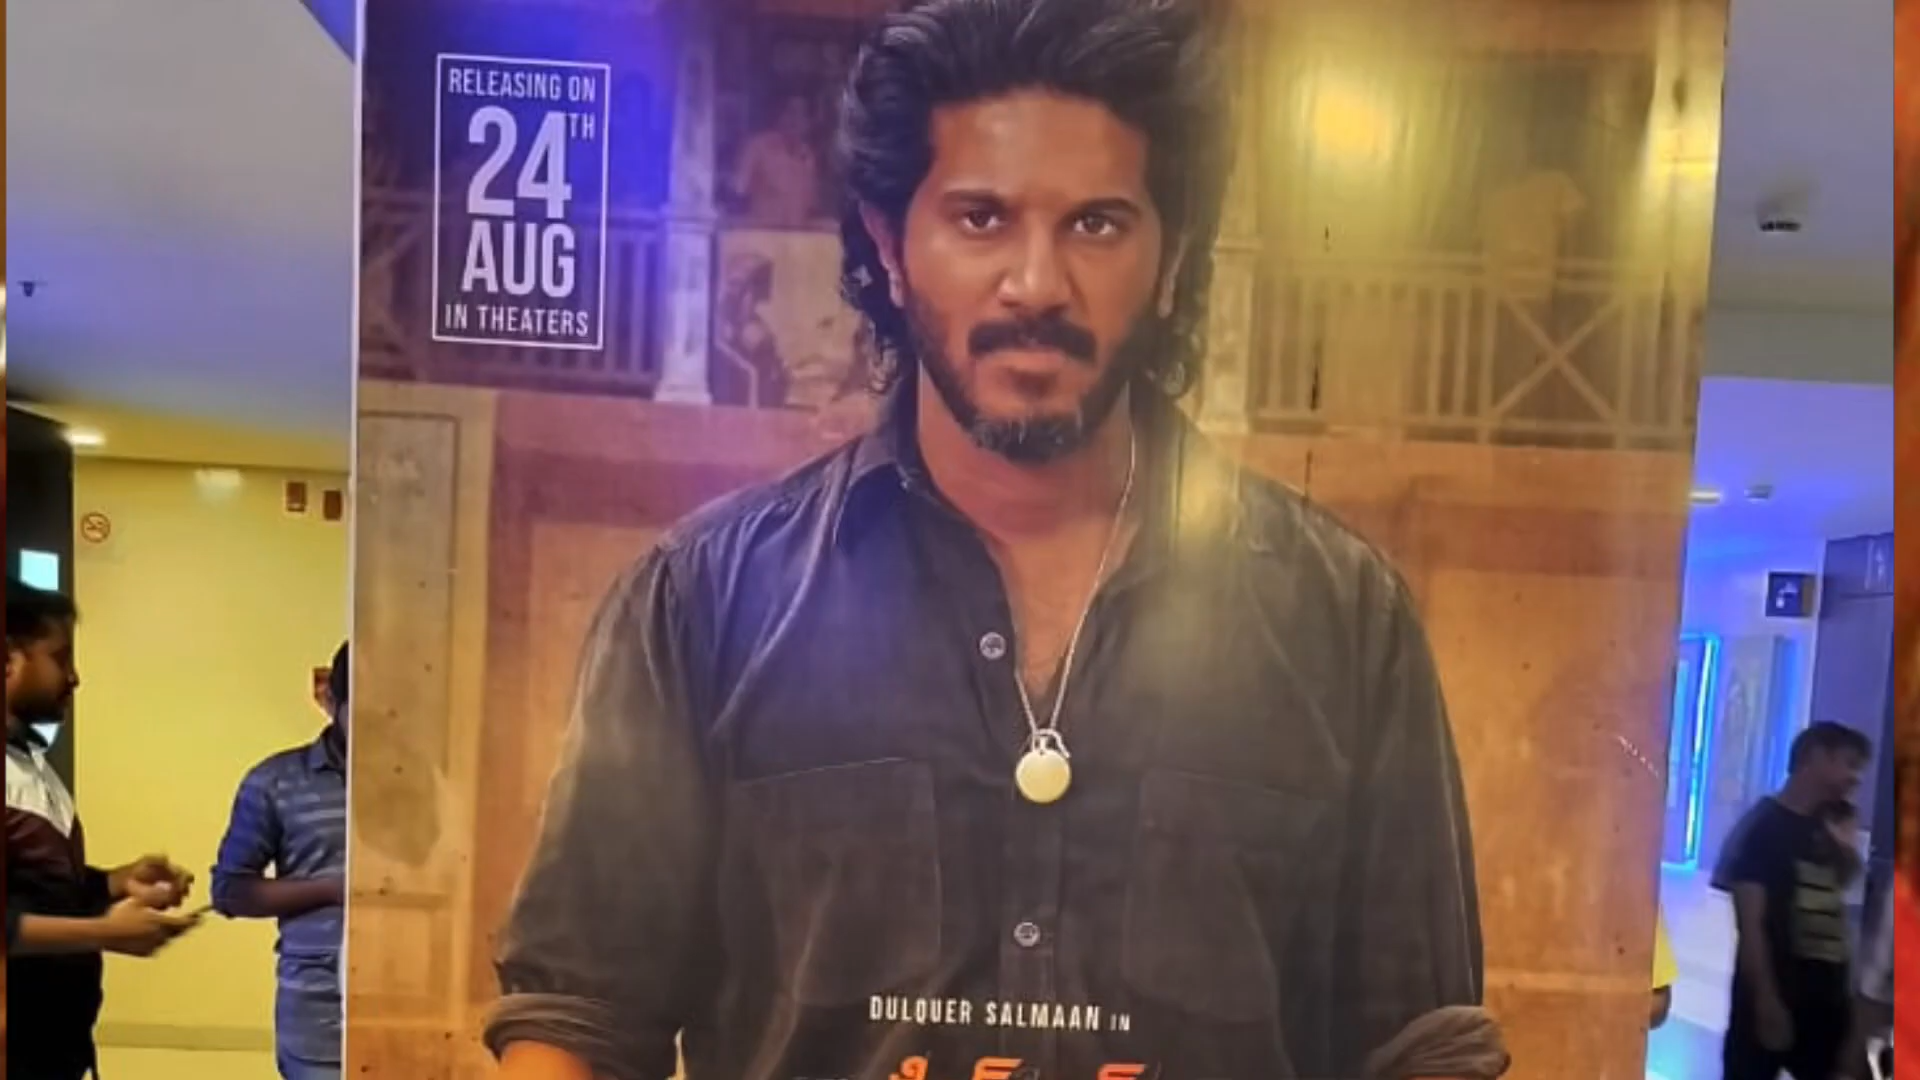 RELEASING ON
24TH
AUG
IN THEATERS
DULQUER SALMAAN IN